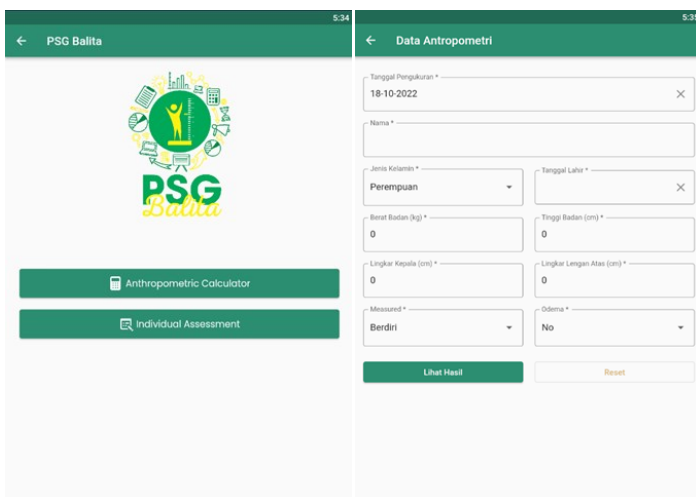 5:34
PSG Balita
PSG
Balita
Anthropometric Calculator
Individual Assessment
5:35
Data Antropometri
Tanggal Pengukuran *
18-10-2022
Nama *
Jenis Kelamin *
Perempuan
Tanggal Lahir *
Berat Badan (kg) *
0
Tinggi Badan (cm) *
0
Lingkar Kepala (cm) *
0
Lingkar Lengan Atas (cm) *
0
Measured *
Berdiri
Odema *
No
Lihat Hasil
Reset